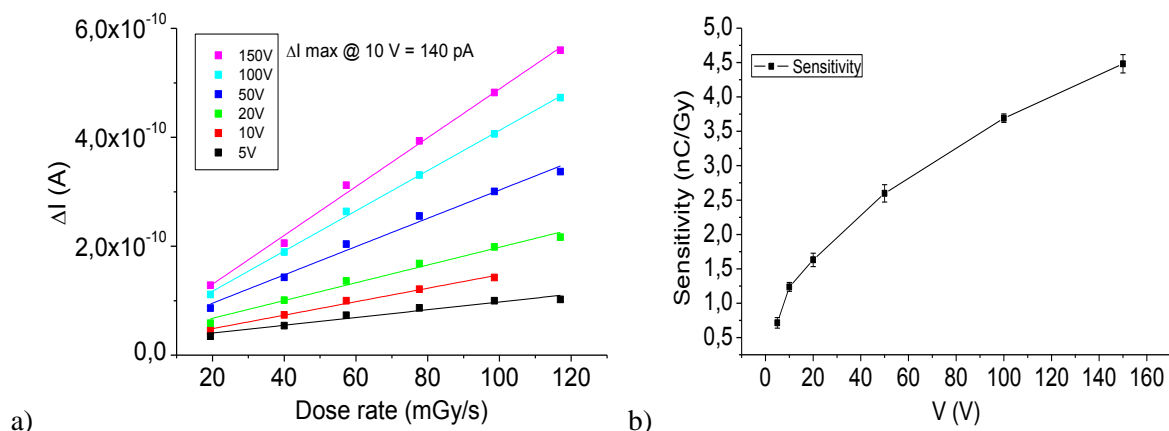 6,0x10⁻¹⁰
4,0x10⁻¹⁰
2,0x10⁻¹⁰
0,0
ΔI (A)
150V
100V
50V
20V
10V
5V
ΔI max @ 10 V = 140 pA
20 40 60 80 100 120
Dose rate (mGy/s)
a)
4,5
4,0
3,5
3,0
2,5
2,0
1,5
1,0
0,5
Sensitivity (nC/Gy)
Sensitivity
0 20 40 60 80 100 120 140 160
V (V)
b)